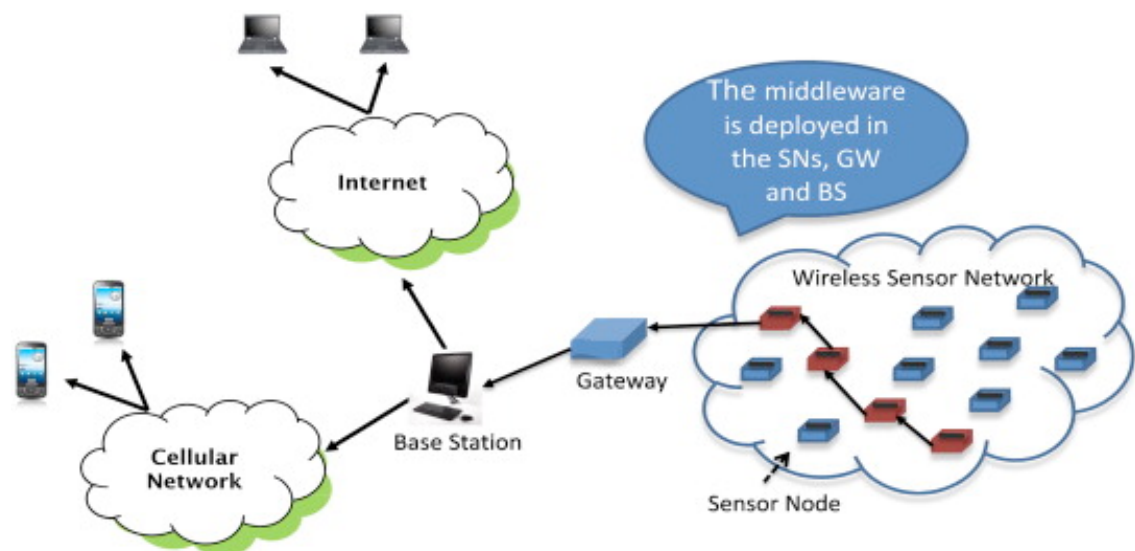 The middleware
is deployed in
the SNs, GW
and BS
Internet
Wireless Sensor Network
Gateway
Base Station
Cellular
Network
Sensor Node